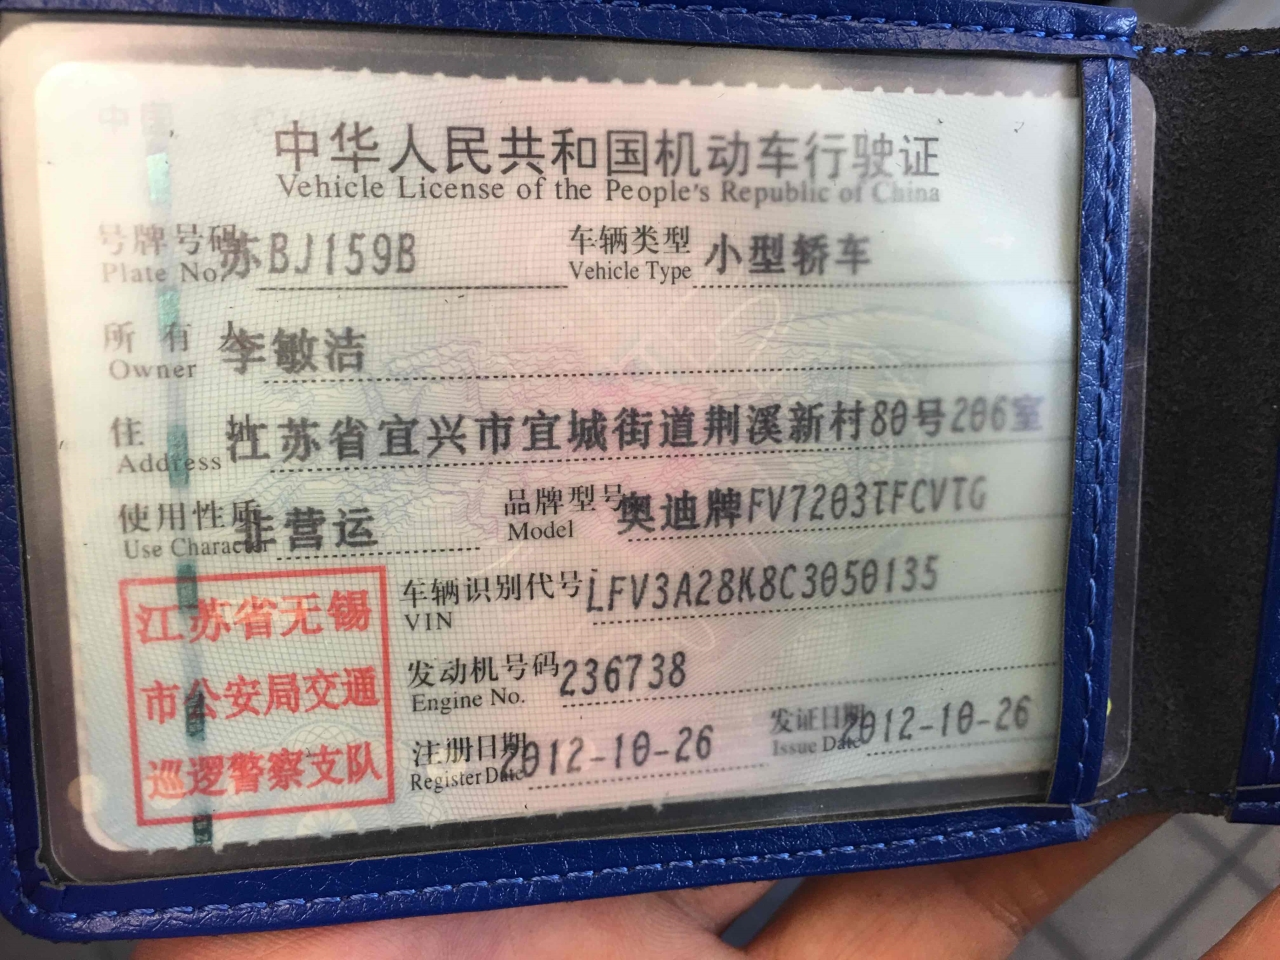 中华人民共和国机动车行驶证
Vehicle License of the People's Republic of China
号牌号码 苏BJ159B 车辆类型 小型轿车
Plate No. Vehicle Type
所有人 李敏洁
Owner
住址 江苏省宜兴市宜城街道荆溪新村80号206室
Address
使用性质 非营运 品牌型号 奥迪牌FV7203TFCVTG
Use Character Model
车辆识别代号 LFV3A28K8C3050135
VIN
发动机号码 236738
Engine No.
注册日期 2012-10-26 发证日期 2012-10-26
Register Date Issue Date
江苏省无锡
市公安局交通
巡逻警察支队